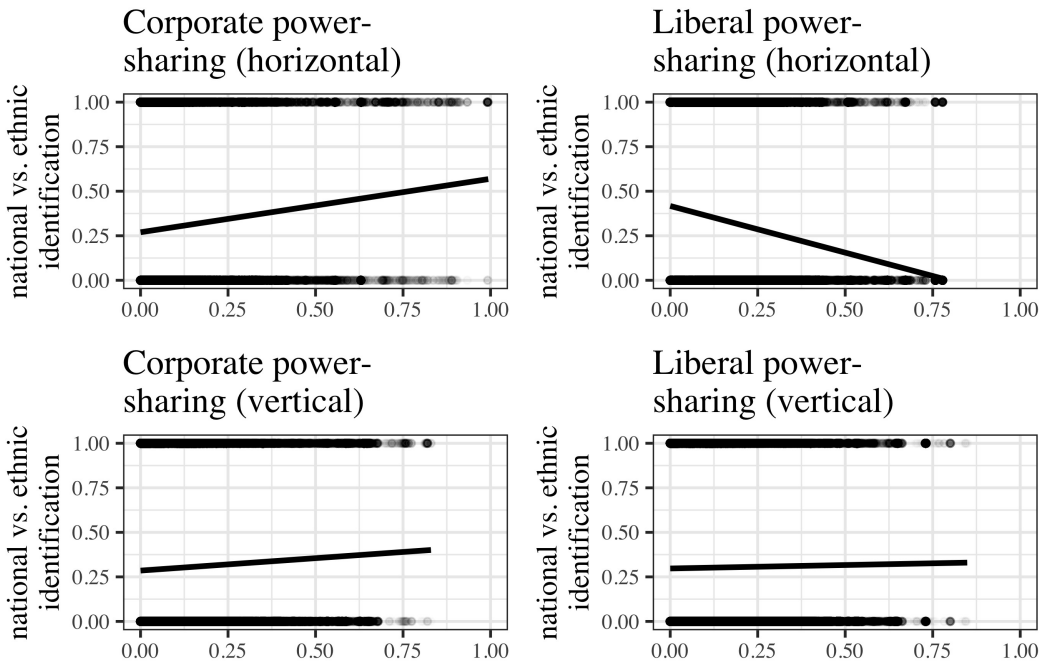 Corporate power-
sharing (horizontal)
national vs. ethnic
identification
1.00
0.75
0.50
0.25
0.00
0.00 0.25 0.50 0.75 1.00
Liberal power-
sharing (horizontal)
national vs. ethnic
identification
1.00
0.75
0.50
0.25
0.00
0.00 0.25 0.50 0.75 1.00
Corporate power-
sharing (vertical)
national vs. ethnic
identification
1.00
0.75
0.50
0.25
0.00
0.00 0.25 0.50 0.75 1.00
Liberal power-
sharing (vertical)
national vs. ethnic
identification
1.00
0.75
0.50
0.25
0.00
0.00 0.25 0.50 0.75 1.00